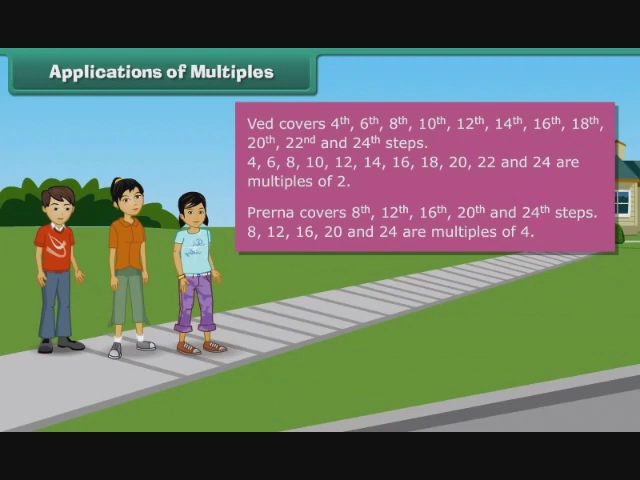 Applications of Multiples
Ved covers 4th, 6th, 8th, 10th, 12th, 14th, 16th, 18th,
20th, 22nd and 24th steps.
4, 6, 8, 10, 12, 14, 16, 18, 20, 22 and 24 are
multiples of 2.
Prerna covers 8th, 12th, 16th, 20th and 24th steps.
8, 12, 16, 20 and 24 are multiples of 4.